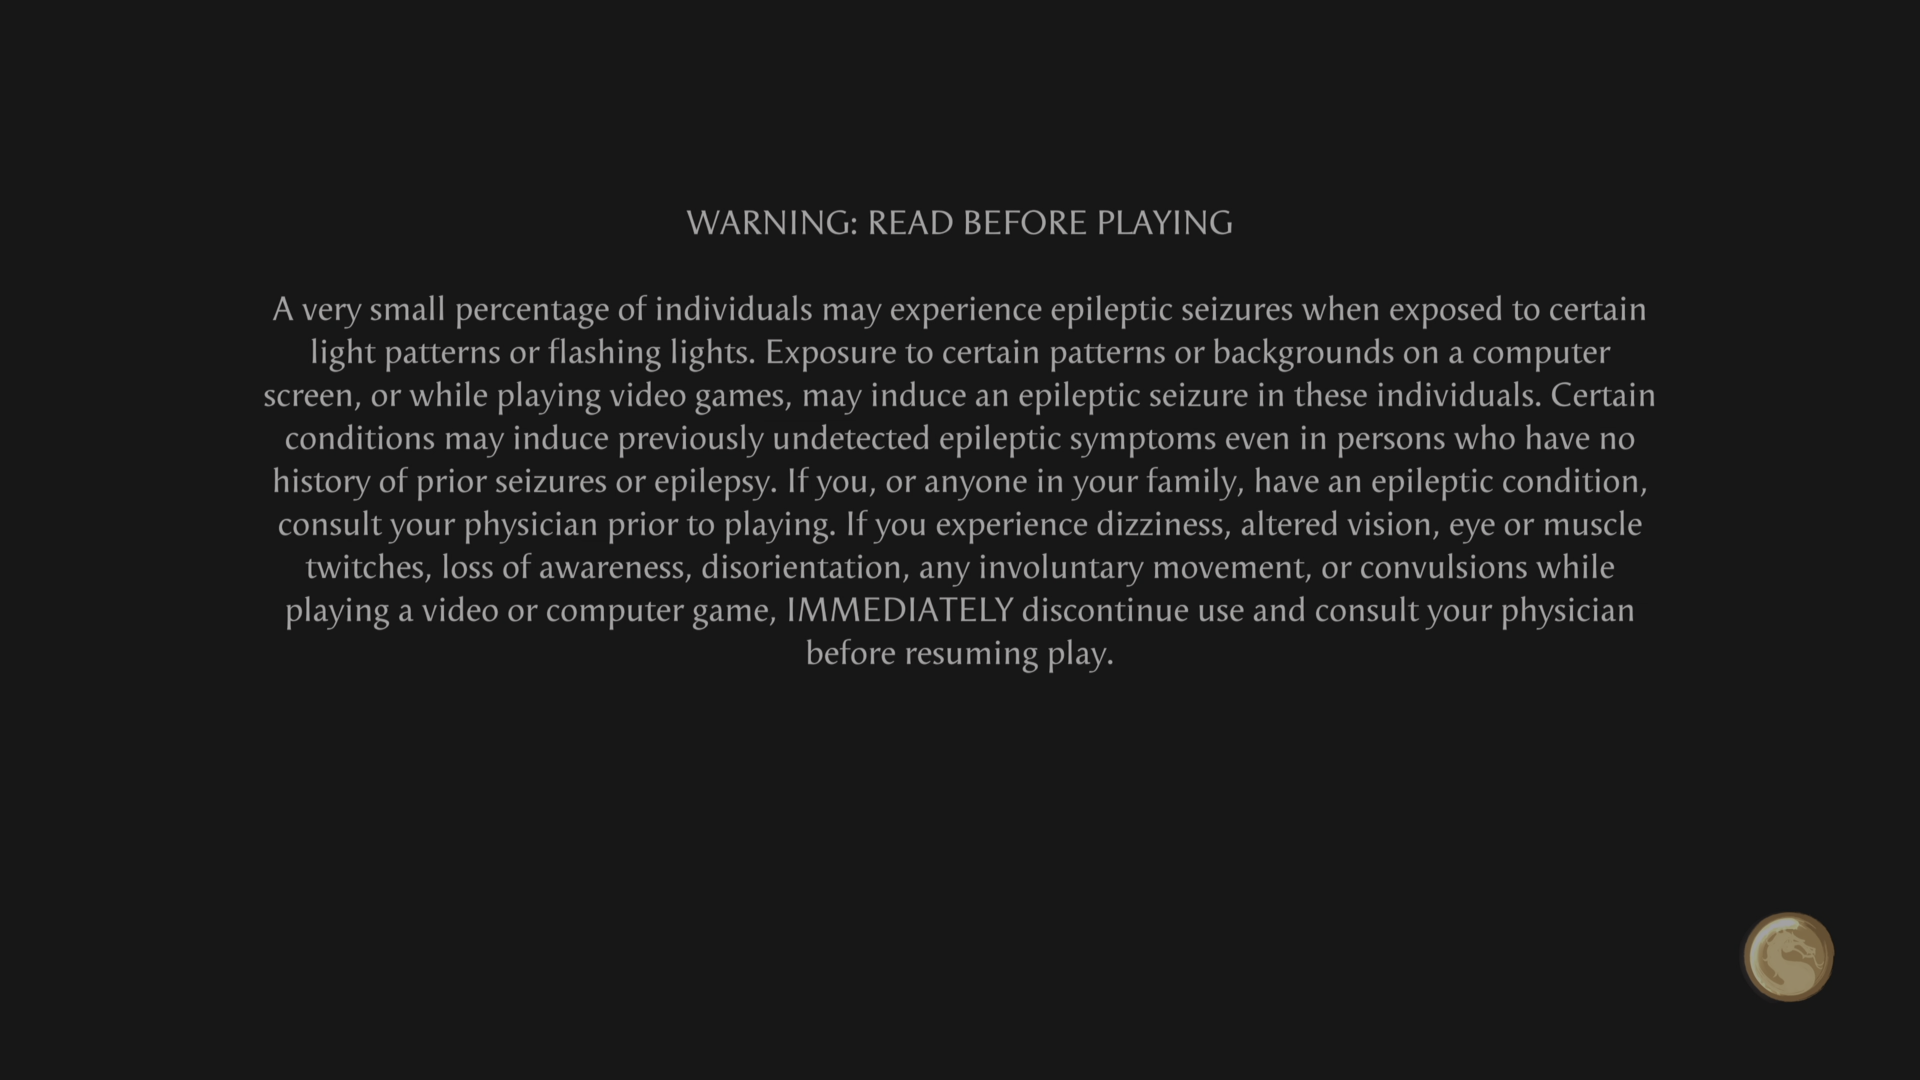 WARNING: READ BEFORE PLAYING
A very small percentage of individuals may experience epileptic seizures when exposed to certain
light patterns or flashing lights. Exposure to certain patterns or backgrounds on a computer
screen, or while playing video games, may induce an epileptic seizure in these individuals. Certain
conditions may induce previously undetected epileptic symptoms even in persons who have no
history of prior seizures or epilepsy. If you, or anyone in your family, have an epileptic condition,
consult your physician prior to playing. If you experience dizziness, altered vision, eye or muscle
twitches, loss of awareness, disorientation, any involuntary movement, or convulsions while
playing a video or computer game, IMMEDIATELY discontinue use and consult your physician
before resuming play.